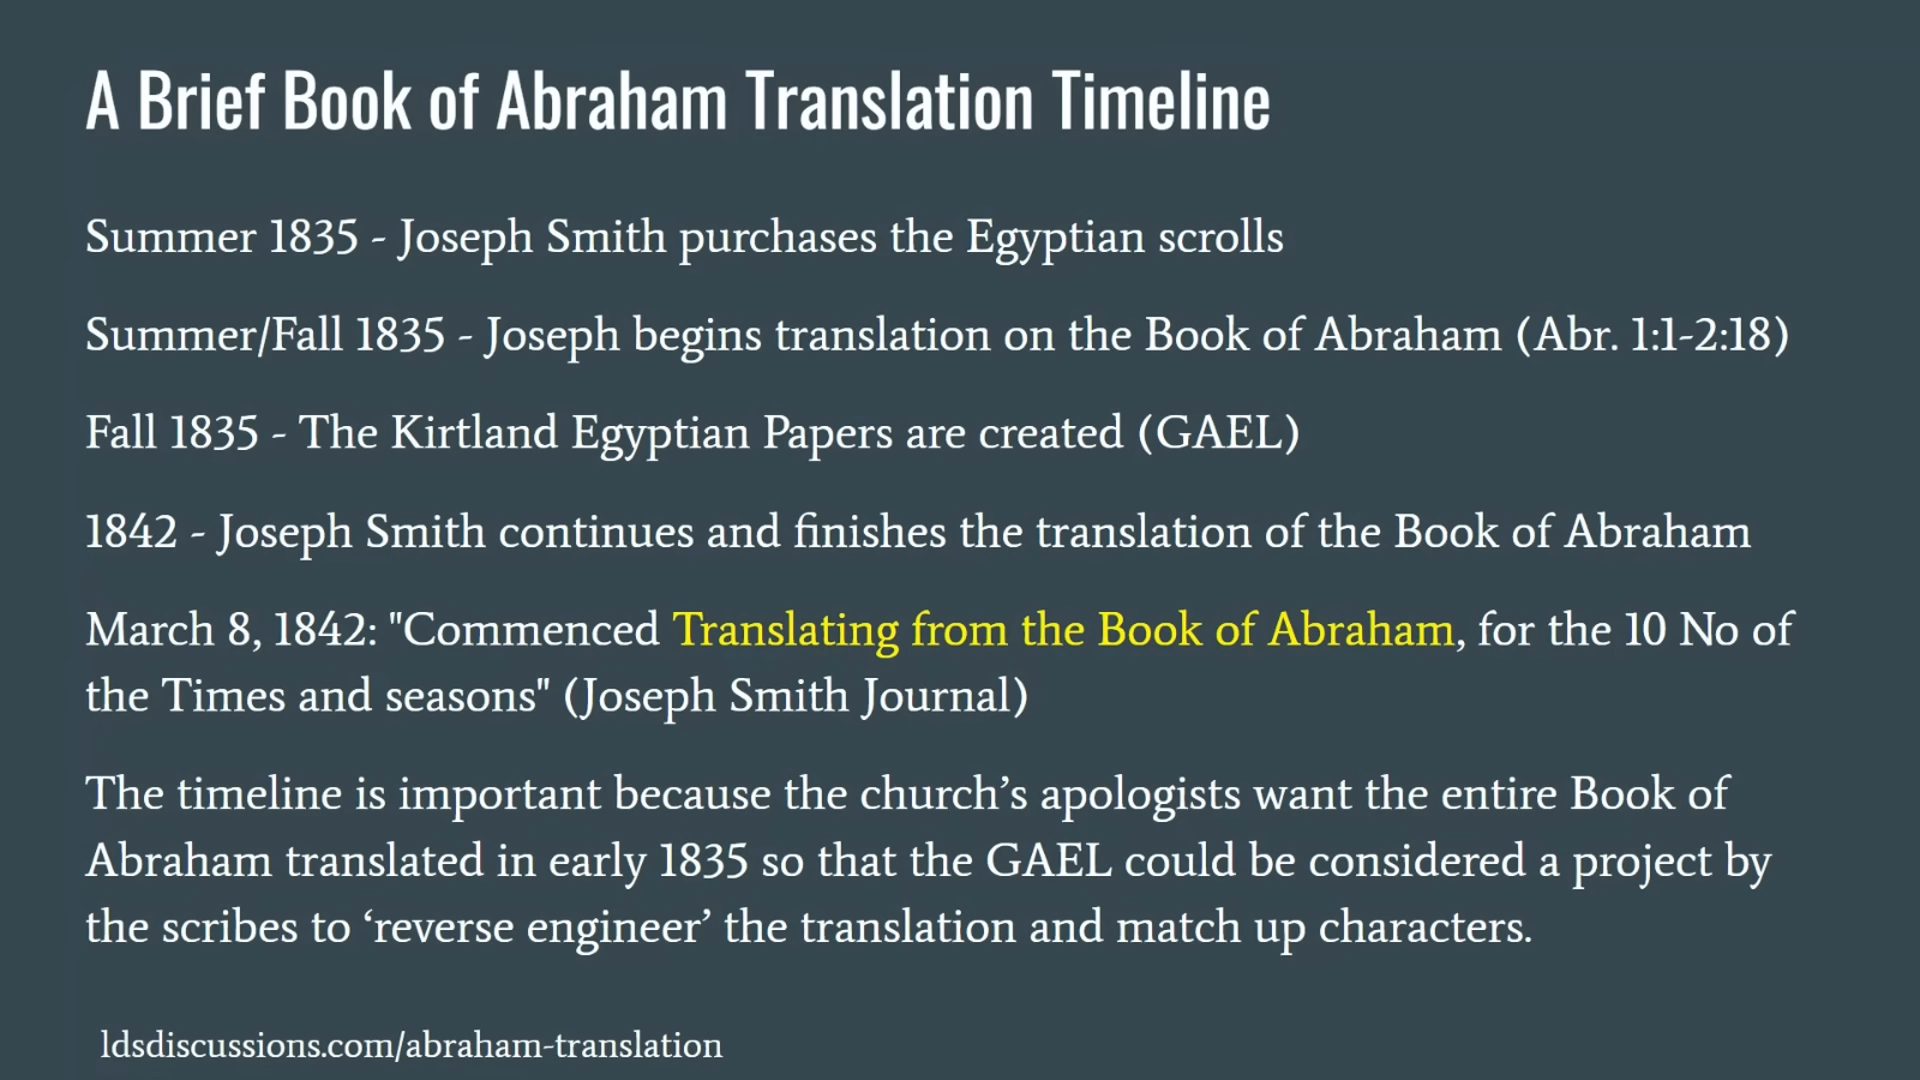 A Brief Book of Abraham Translation Timeline
Summer 1835 - Joseph Smith purchases the Egyptian scrolls
Summer/Fall 1835 - Joseph begins translation on the Book of Abraham (Abr. 1:1-2:18)
Fall 1835 - The Kirtland Egyptian Papers are created (GAEL)
1842 - Joseph Smith continues and finishes the translation of the Book of Abraham
March 8, 1842: "Commenced Translating from the Book of Abraham, for the 10 No of
the Times and seasons" (Joseph Smith Journal)
The timeline is important because the church’s apologists want the entire Book of
Abraham translated in early 1835 so that the GAEL could be considered a project by
the scribes to ‘reverse engineer’ the translation and match up characters.
ldsdiscussions.com/abraham-translation